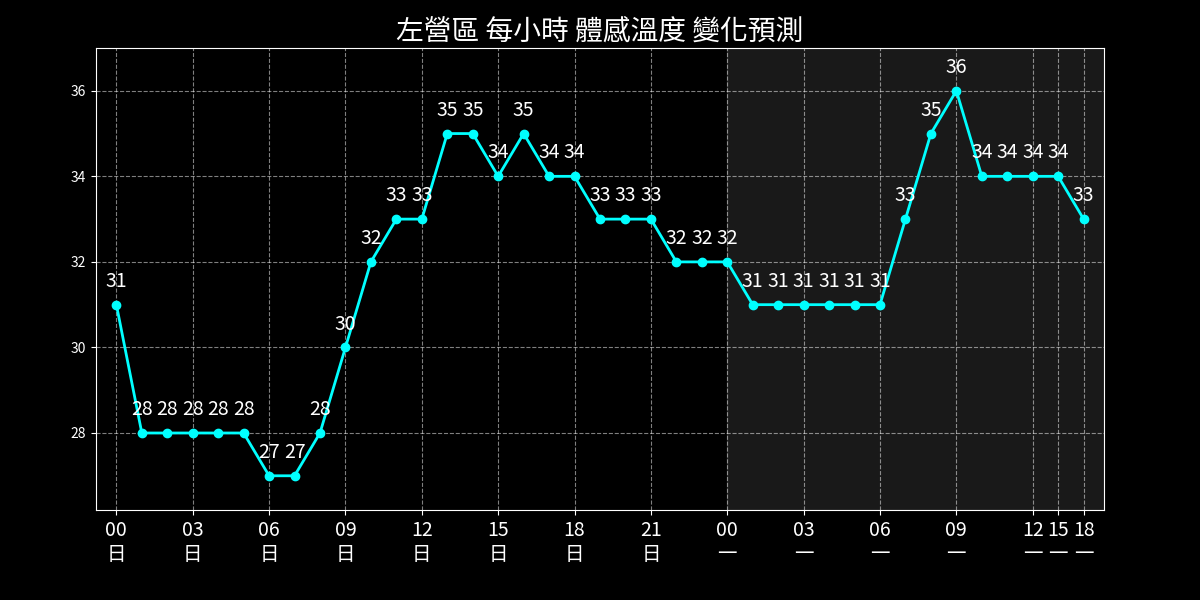 左營區 每小時 體感溫度 變化預測
36
35 35 35 35
36
34 34 34 34 34 34 34
34
33 33 33 33 33 33 33
32 32 32 32
32
31 31 31 31 31 31 31
30
30
28 28 28 28 28 28
28
27 27
00 03 06 09 12 15 18 21 00 03 06 09 12 15 18
日 日 日 日 日 日 日 日 一 一 一 一 一 一 一